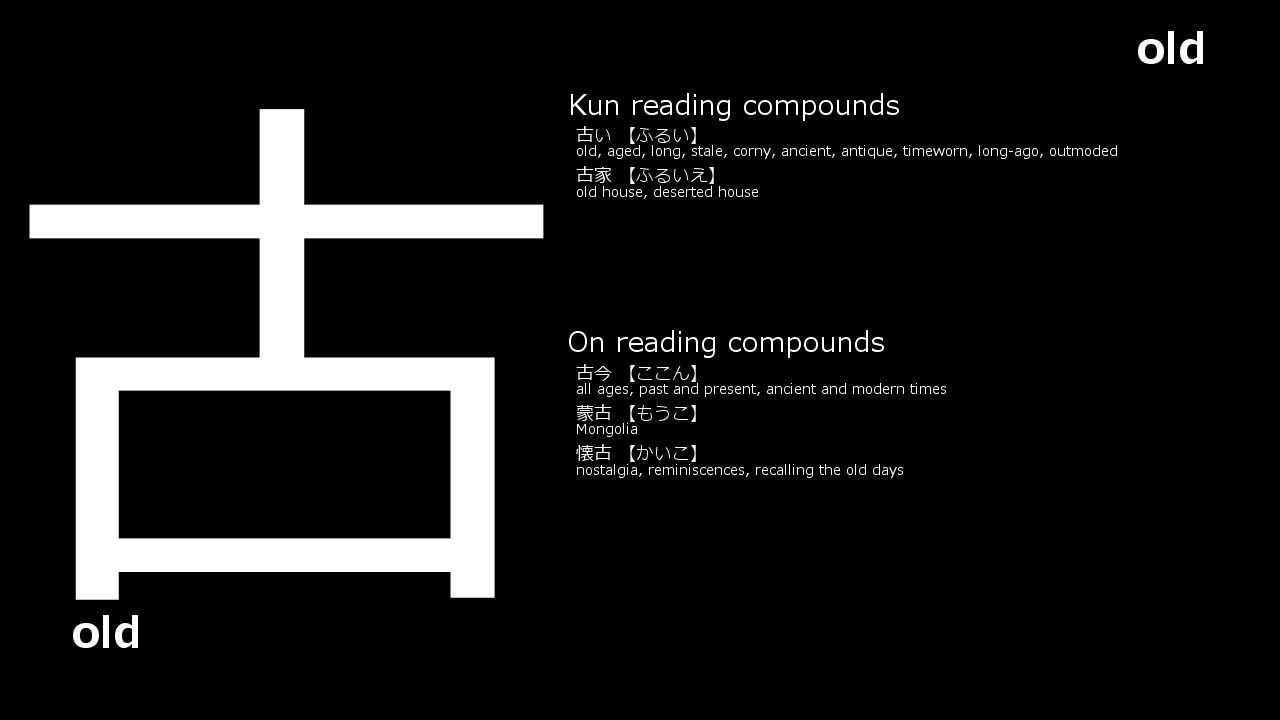 old
古
Kun reading compounds
古い 【ふるい】
old, aged, long, stale, corny, ancient, antique, timeworn, long-ago, outmoded
古家 【ふるいえ】
old house, deserted house
On reading compounds
古今 【ここん】
all ages, past and present, ancient and modern times
蒙古 【もうこ】
Mongolia
懐古 【かいこ】
nostalgia, reminiscences, recalling the old days
old